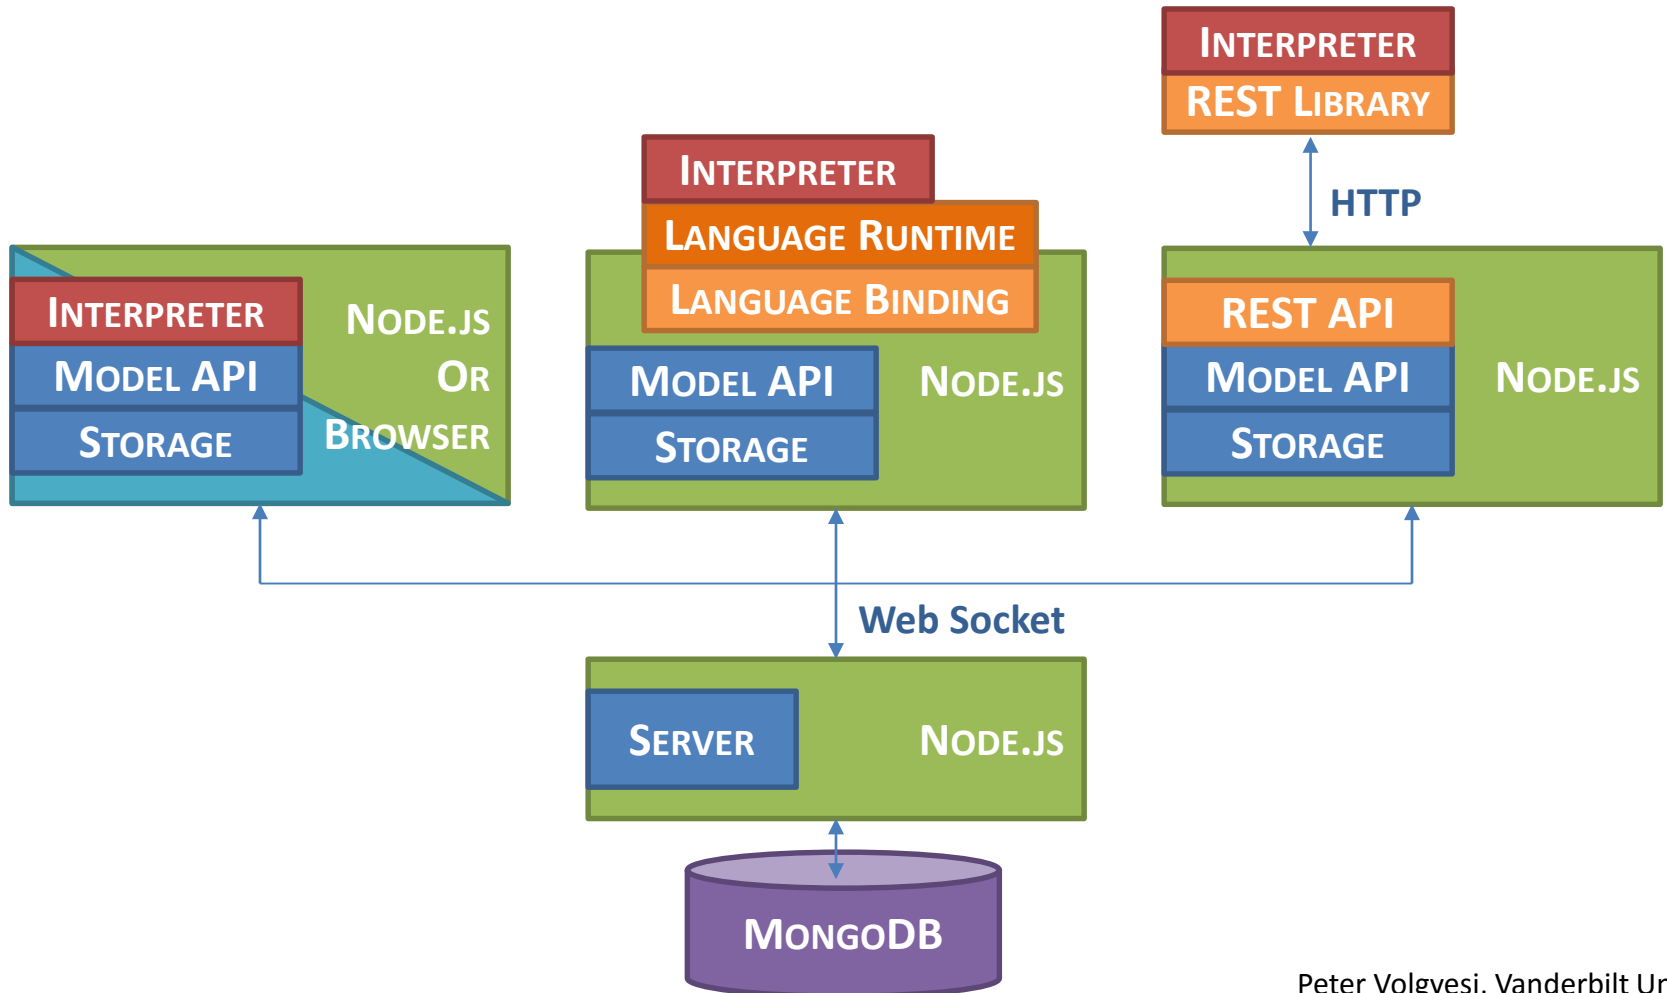 INTERPRETER
REST LIBRARY
HTTP
INTERPRETER
LANGUAGE RUNTIME
LANGUAGE BINDING
INTERPRETER
MODEL API
STORAGE
NODE.JS
OR
BROWSER
MODEL API
STORAGE
NODE.JS
REST API
MODEL API
STORAGE
NODE.JS
Web Socket
SERVER
NODE.JS
MONGODB
Peter Volgyesi, Vanderbilt